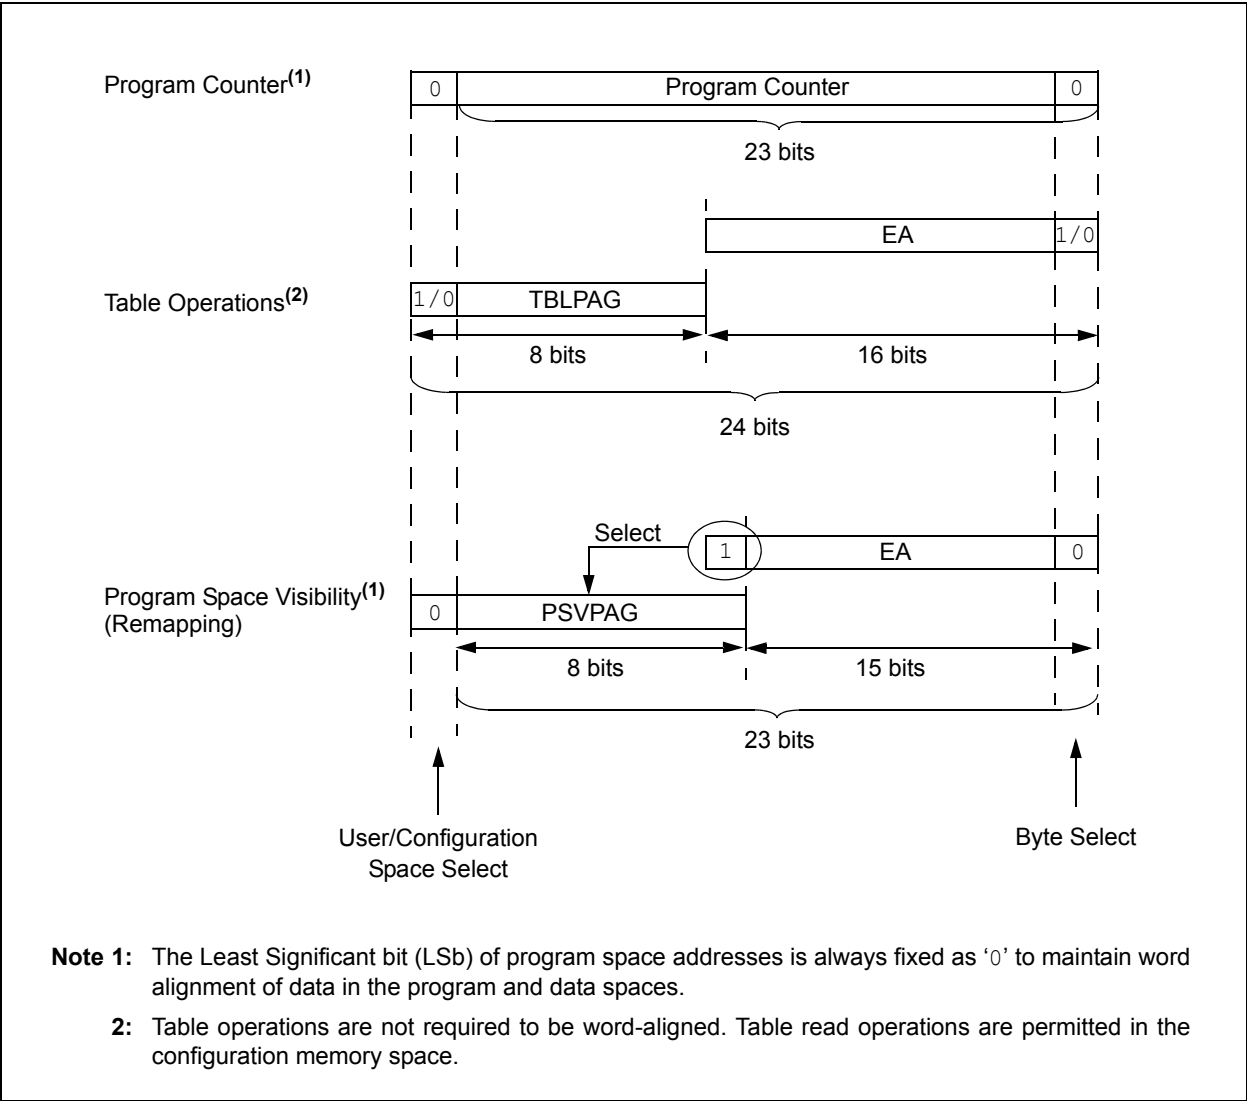 Program Counter(1)
0
Program Counter
0
23 bits
EA
1/0
Table Operations(2)
1/0
TBLPAG
8 bits
16 bits
24 bits
Select
1
EA
0
Program Space Visibility(1)
(Remapping)
0
PSVPAG
8 bits
15 bits
23 bits
User/Configuration
Space Select
Byte Select
Note 1: The Least Significant bit (LSb) of program space addresses is always fixed as ‘0’ to maintain word
alignment of data in the program and data spaces.
2: Table operations are not required to be word-aligned. Table read operations are permitted in the
configuration memory space.